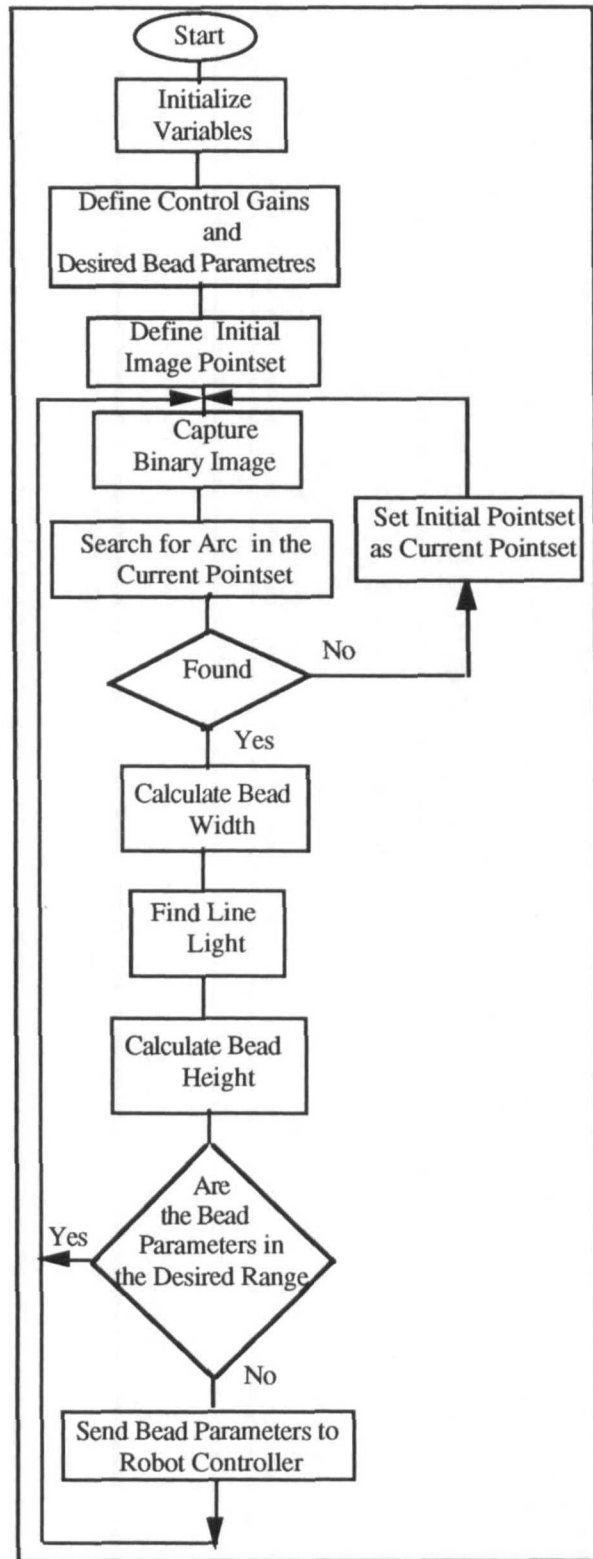 Start
Initialize
Variables
Define Control Gains
and
Desired Bead Parametres
Define Initial
Image Pointset
Capture
Binary Image
Set Initial Pointset
as Current Pointset
Search for Arc in the
Current Pointset
Found
No
Yes
Calculate Bead
Width
Find Line
Light
Calculate Bead
Height
Are
the Bead
Parameters in
the Desired Range
Yes
No
Send Bead Parameters to
Robot Controller